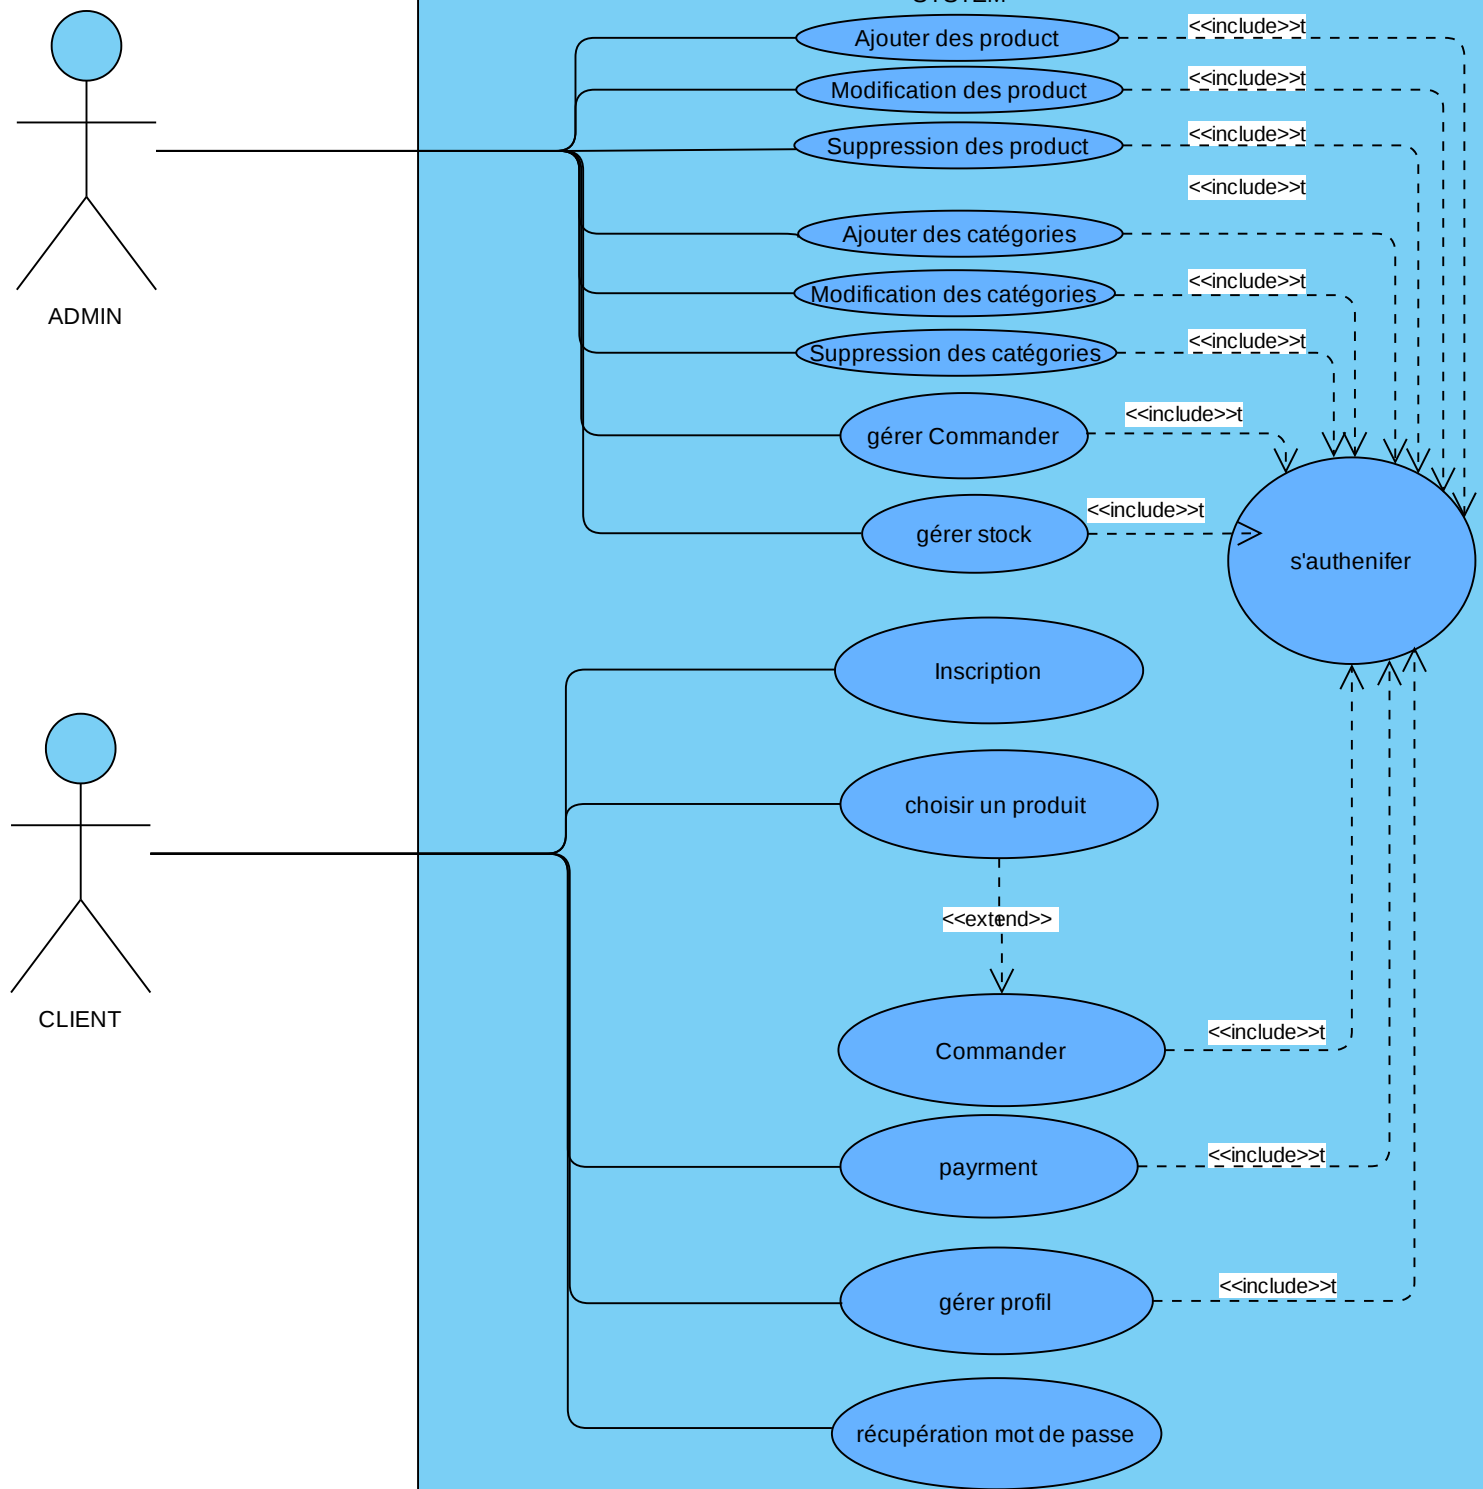 Ajouter des product
<<include>>t
Modification des product
<<include>>t
Suppression des product
<<include>>t
<<include>>t
Ajouter des catégories
Modification des catégories
<<include>>t
Suppression des catégories
<<include>>t
ADMIN
gérer Commander
<<include>>t
gérer stock
<<include>>t
s'authenifer
Inscription
choisir un produit
<<extend>>
CLIENT
Commander
<<include>>t
payrment
<<include>>t
gérer profil
<<include>>t
récupération mot de passe